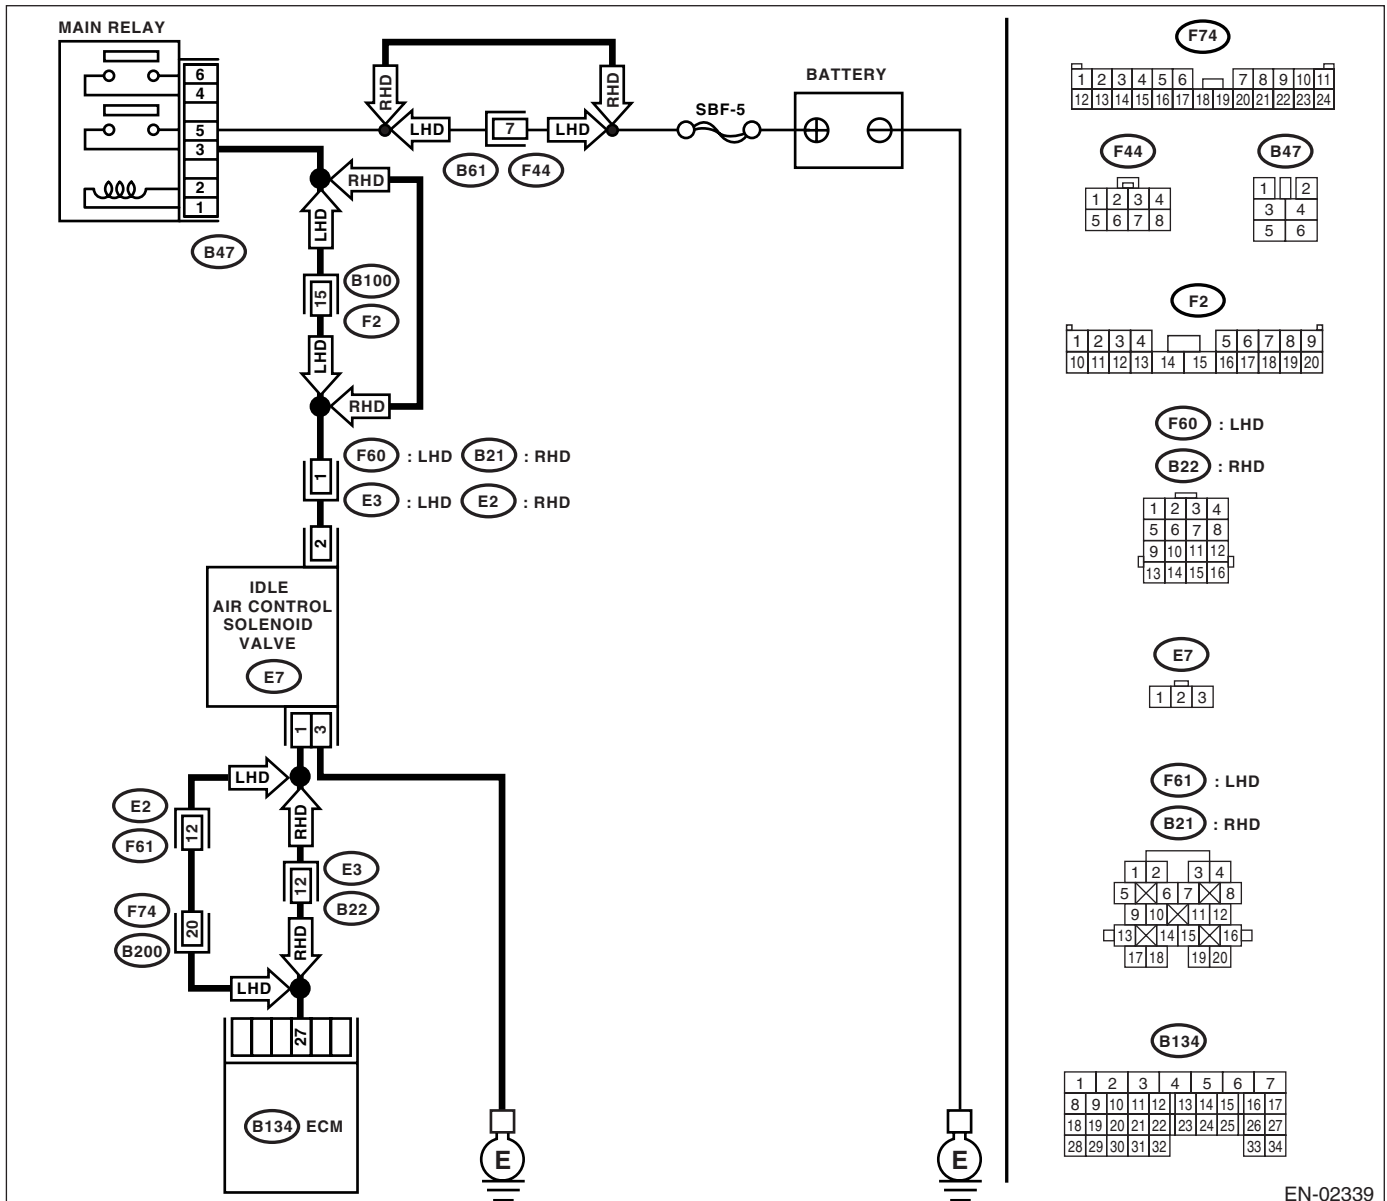 MAIN RELAY
6
4
5
3
2
1
B47
RHD
RHD
LHD
7
LHD
B61
F44
SBF-5
BATTERY
RHD
LHD
15
B100
F2
LHD
RHD
1
F60 : LHD B21 : RHD
E3 : LHD E2 : RHD
2
IDLE
AIR CONTROL
SOLENOID
VALVE
E7
1 3
LHD
RHD
E2
12
F61
E3
12
B22
F74
20
B200
RHD
LHD
27
B134 ECM
E
E
F74
1 2 3 4 5 6 7 8 9 10 11
12 13 14 15 16 17 18 19 20 21 22 23 24
F44
1 2 3 4
5 6 7 8
B47
1 2
3 4
5 6
F2
1 2 3 4 5 6 7 8 9
10 11 12 13 14 15 16 17 18 19 20
F60 : LHD
B22 : RHD
1 2 3 4
5 6 7 8
9 10 11 12
13 14 15 16
E7
1 2 3
F61 : LHD
B21 : RHD
1 2 3 4
5 6 7 8
9 10 11 12
13 14 15 16
17 18 19 20
B134
1 2 3 4 5 6 7
8 9 10 11 12 13 14 15 16 17
18 19 20 21 22 23 24 25 26 27
28 29 30 31 32 33 34
EN-02339